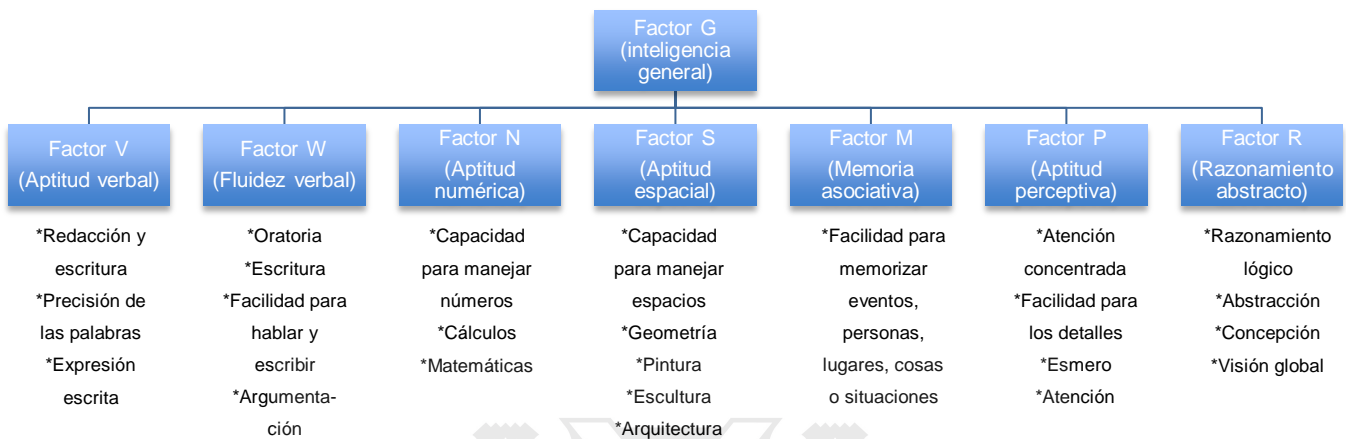 Factor G
(inteligencia
general)
Factor V
(Aptitud verbal)
Factor W
(Fluidez verbal)
Factor N
(Aptitud
numérica)
Factor S
(Aptitud
espacial)
Factor M
(Memoria
asociativa)
Factor P
(Aptitud
perceptiva)
Factor R
(Razonamiento
abstracto)
*Redacción y
escritura
*Precisión de
las palabras
*Expresión
escrita
*Oratoria
*Escritura
*Facilidad para
hablar y
escribir
*Argumenta-
ción
*Capacidad
para manejar
números
*Cálculos
*Matemáticas
*Capacidad
para manejar
espacios
*Geometría
*Pintura
*Escultura
*Arquitectura
*Facilidad para
memorizar
eventos,
personas,
lugares, cosas
o situaciones
*Atención
concentrada
*Facilidad para
los detalles
*Esmero
*Atención
*Razonamiento
lógico
*Abstracción
*Concepción
*Visión global